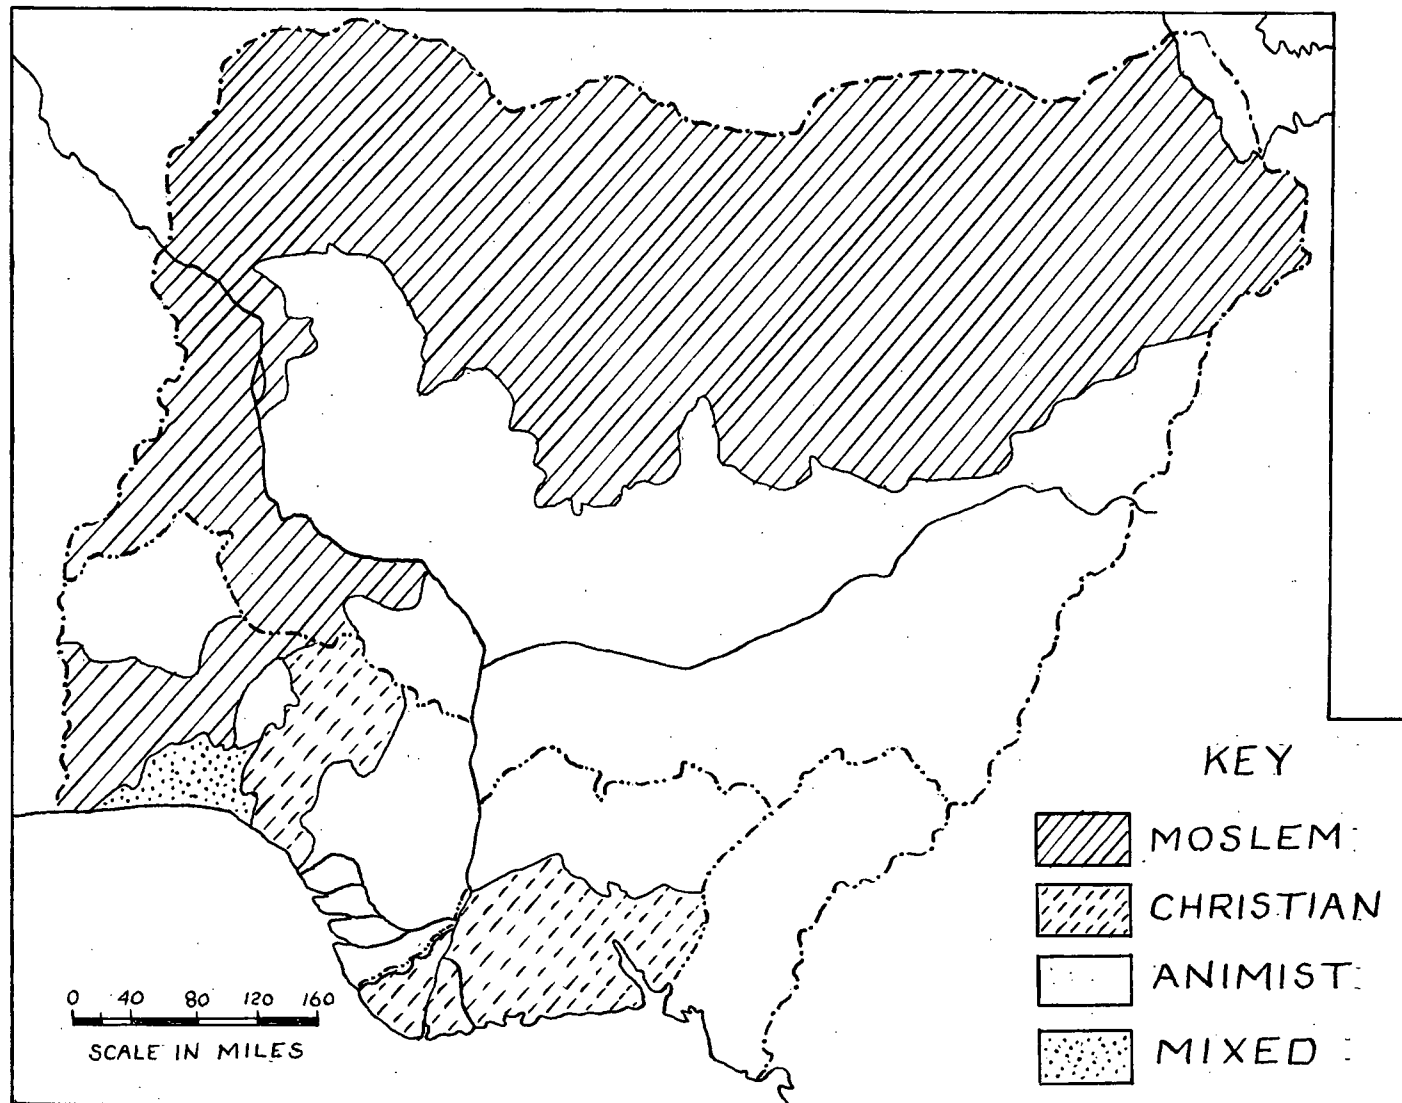 KEY
MOSLEM
CHRISTIAN
ANIMIST
MIXED
0 40 80 120 160
SCALE IN MILES